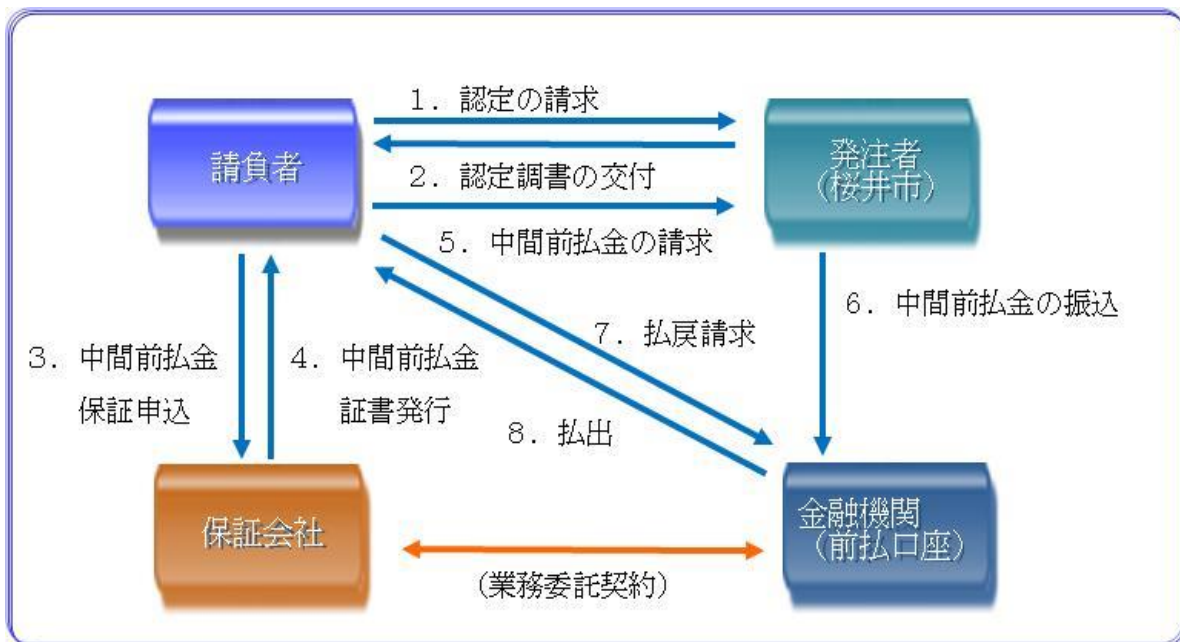 1. 認定の請求
請負者
発注者
(桜井市)
2. 認定調書の交付
5. 中間前払金の請求
6. 中間前払金の振込
7. 払戻請求
3. 中間前払金
保証申込
4. 中間前払金
証書発行
8. 払出
保証会社
金融機関
(前払口座)
(業務委託契約)